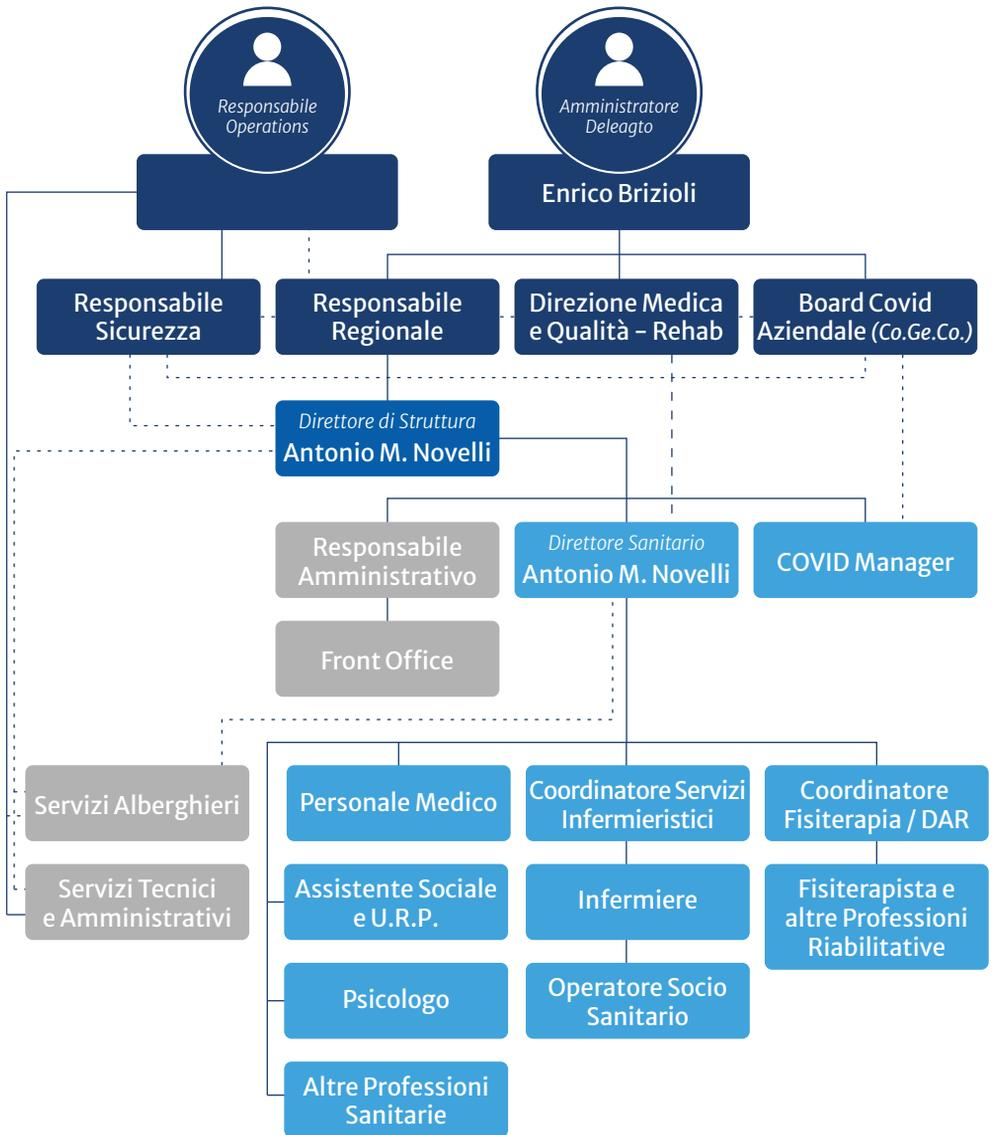 Responsabile
Operations
Amministratore
Deleagto
Enrico Brizioli
Responsabile
Sicurezza
Responsabile
Regionale
Direzione Medica
e Qualità - Rehab
Board Covid
Aziendale (Co.Ge.Co.)
Direttore di Struttura
Antonio M. Novelli
Responsabile
Amministrativo
Direttore Sanitario
Antonio M. Novelli
COVID Manager
Front Office
Servizi Alberghieri
Personale Medico
Coordinatore Servizi
Infermieristici
Coordinatore
Fisiterapia / DAR
Servizi Tecnici
e Amministrativi
Assistente Sociale
e U.R.P.
Infermiere
Fisiterapista e
altre Professioni
Riabilitative
Psicologo
Operatore Socio
Sanitario
Altre Professioni
Sanitarie